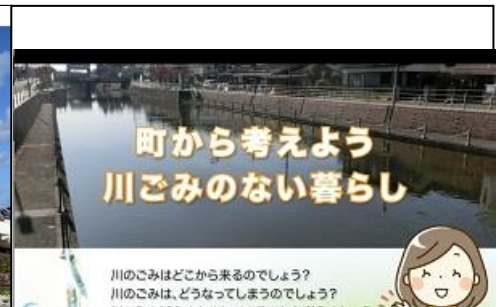 町から考えよう
川ごみのない暮らし
川のごみはどこから来るのでしょう？
川のごみは、どうなってしまうのでしょう？